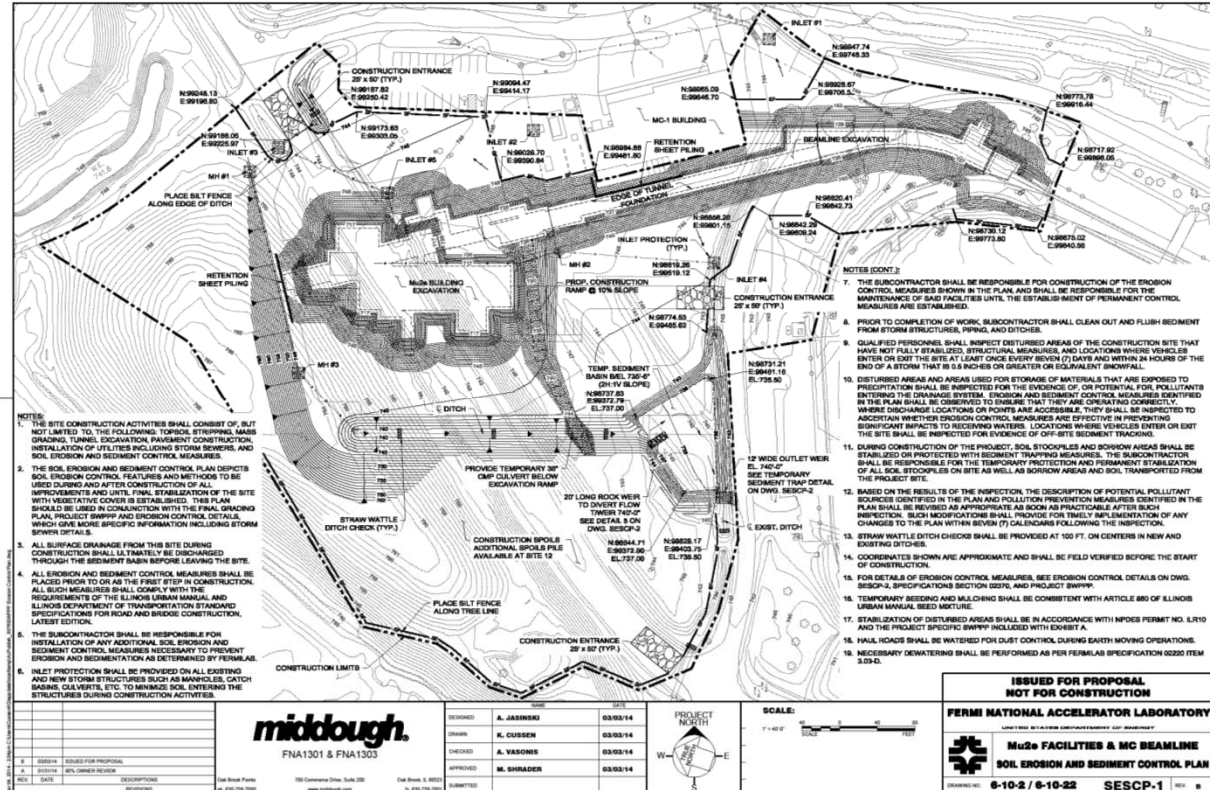 INLET #1
N:98947.74
E:99748.33
CONSTRUCTION ENTRANCE
25' x 50' (TYP.)
N:99187.82
E:99250.42
N:99094.47
E:99414.17
N:98965.09
E:99646.70
N:98928.67
N:98773.78
E:99916.44
N:99248.13
E:99196.80
MC-1 BUILDING
N:99173.63
E:99303.05
INLET #2
N:99186.06
E:99225.97
INLET #3
INLET #5
N:99028.70
E:99390.84
N:98984.88
E:99481.80
RETENTION
SHEET PILING
BEAMLINE EXCAVATION
N:98717.92
E:99898.05
MH #1
PLACE SILT FENCE
ALONG EDGE OF DITCH
EDGE OF TUNNEL
FOUNDATION
N:98820.41
E:99642.73
N:98642.29
E:99609.24
N:98730.12
E:99773.80
N:98675.02
E:99840.56
INLET PROTECTION
(TYP.)
MH #2
N:98819.26
E:99519.12
INLET #4
RETENTION
SHEET PILING
Mu2e BUILDING
EXCAVATION
PROP. CONSTRUCTION
RAMP @ 10% SLOPE
CONSTRUCTION ENTRANCE
25' x 50' (TYP.)
N:98774.53
E:99485.62
MH #3
TEMP. SEDIMENT
BASIN B/EL 735'-6"
(2H:1V SLOPE)
N:98731.21
E:99461.18
EL:735.50
N:98737.83
E:99372.79
EL:737.00
DITCH
PROVIDE TEMPORARY 36"
CMP CULVERT BELOW
EXCAVATION RAMP
12' WIDE OUTLET WEIR
EL. 740'-0"
SEE TEMPORARY
SEDIMENT TRAP DETAIL
ON DWG. SESCP-2
20' LONG ROCK WEIR
TO DIVERT FLOW
T/WEIR 742'-0"
SEE DETAIL 5 ON
DWG. SESCP-2
STRAW WATTLE
DITCH CHECK (TYP.)
EXIST. DITCH
CONSTRUCTION SPOILS
ADDITIONAL SPOILS PILE
AVAILABLE AT SITE 12
N:98644.71
E:99372.90
EL:737.00
N:98628.17
E:99403.75
EL:735.50
PLACE SILT FENCE
ALONG TREE LINE
CONSTRUCTION ENTRANCE
25' x 50' (TYP.)
CONSTRUCTION LIMITS
NOTES:
1. THE SITE CONSTRUCTION ACTIVITIES SHALL CONSIST OF, BUT
NOT LIMITED TO, THE FOLLOWING: TOPSOIL STRIPPING, MASS
GRADING, TUNNEL EXCAVATION, PAVEMENT CONSTRUCTION,
INSTALLATION OF UTILITIES INCLUDING STORM SEWERS, AND
SOIL EROSION AND SEDIMENT CONTROL MEASURES.
2. THE SOIL EROSION AND SEDIMENT CONTROL PLAN DEPICTS
SOIL EROSION CONTROL FEATURES AND METHODS TO BE
USED DURING AND AFTER CONSTRUCTION OF ALL
IMPROVEMENTS AND UNTIL FINAL STABILIZATION OF THE SITE
WITH VEGETATIVE COVER IS ESTABLISHED. THIS PLAN
SHOULD BE USED IN CONJUNCTION WITH THE FINAL GRADING
PLAN, PROJECT SWPPP AND EROSION CONTROL DETAILS,
WHICH GIVE MORE SPECIFIC INFORMATION INCLUDING STORM
SEWER DETAILS.
3. ALL SURFACE DRAINAGE FROM THIS SITE DURING
CONSTRUCTION SHALL ULTIMATELY BE DISCHARGED
THROUGH THE SEDIMENT BASIN BEFORE LEAVING THE SITE.
4. ALL EROSION AND SEDIMENT CONTROL MEASURES SHALL BE
PLACED PRIOR TO OR AS THE FIRST STEP IN CONSTRUCTION.
ALL SUCH MEASURES SHALL COMPLY WITH THE
REQUIREMENTS OF THE ILLINOIS URBAN MANUAL AND
ILLINOIS DEPARTMENT OF TRANSPORTATION STANDARD
SPECIFICATIONS FOR ROAD AND BRIDGE CONSTRUCTION,
LATEST EDITION.
5. THE SUBCONTRACTOR SHALL BE RESPONSIBLE FOR
INSTALLATION OF ANY ADDITIONAL SOIL EROSION AND
SEDIMENT CONTROL MEASURES NECESSARY TO PREVENT
EROSION AND SEDIMENTATION AS DETERMINED BY FERMILAB.
6. INLET PROTECTION SHALL BE PROVIDED ON ALL EXISTING
AND NEW STORM STRUCTURES SUCH AS MANHOLES, CATCH
BASINS, CULVERTS, ETC. TO MINIMIZE SOIL ENTERING THE
STRUCTURES DURING CONSTRUCTION ACTIVITIES.
NOTES (CONT.):
7. THE SUBCONTRACTOR SHALL BE RESPONSIBLE FOR CONSTRUCTION OF THE EROSION
CONTROL MEASURES SHOWN IN THE PLAN, AND SHALL BE RESPONSIBLE FOR THE
MAINTENANCE OF SAID FACILITIES UNTIL THE ESTABLISHMENT OF PERMANENT CONTROL
MEASURES ARE ESTABLISHED.
8. PRIOR TO COMPLETION OF WORK, SUBCONTRACTOR SHALL CLEAN OUT AND FLUSH SEDIMENT
FROM STORM STRUCTURES, PIPING, AND DITCHES.
9. QUALIFIED PERSONNEL SHALL INSPECT DISTURBED AREAS OF THE CONSTRUCTION SITE THAT
HAVE NOT FULLY STABILIZED, STRUCTURAL MEASURES, AND LOCATIONS WHERE VEHICLES
ENTER OR EXIT THE SITE AT LEAST ONCE EVERY SEVEN (7) DAYS AND WITHIN 24 HOURS OF THE
END OF A STORM THAT IS 0.5 INCHES OR GREATER OR EQUIVALENT SNOWFALL.
10. DISTURBED AREAS AND AREAS USED FOR STORAGE OF MATERIALS THAT ARE EXPOSED TO
PRECIPITATION SHALL BE INSPECTED FOR THE EVIDENCE OF, OR POTENTIAL FOR, POLLUTANTS
ENTERING THE DRAINAGE SYSTEM. EROSION AND SEDIMENT CONTROL MEASURES IDENTIFIED
IN THE PLAN SHALL BE OBSERVED TO ENSURE THAT THEY ARE OPERATING CORRECTLY.
WHERE DISCHARGE LOCATIONS OR POINTS ARE ACCESSIBLE, THEY SHALL BE INSPECTED TO
ASCERTAIN WHETHER EROSION CONTROL MEASURES ARE EFFECTIVE IN PREVENTING
SIGNIFICANT IMPACTS TO RECEIVING WATERS. LOCATIONS WHERE VEHICLES ENTER OR EXIT
THE SITE SHALL BE INSPECTED FOR EVIDENCE OF OFF-SITE SEDIMENT TRACKING.
11. DURING CONSTRUCTION OF THE PROJECT, SOIL STOCKPILES AND BORROW AREAS SHALL BE
STABILIZED OR PROTECTED WITH SEDIMENT TRAPPING MEASURES. THE SUBCONTRACTOR
SHALL BE RESPONSIBLE FOR THE TEMPORARY PROTECTION AND PERMANENT STABILIZATION
OF ALL SOIL STOCKPILES ON SITE AS WELL AS BORROW AREAS AND SOIL TRANSPORTED FROM
THE PROJECT SITE.
12. BASED ON THE RESULTS OF THE INSPECTION, THE DESCRIPTION OF POTENTIAL POLLUTANT
SOURCES IDENTIFIED IN THE PLAN AND POLLUTION PREVENTION MEASURES IDENTIFIED IN THE
PLAN SHALL BE REVISED AS APPROPRIATE AS SOON AS PRACTICABLE AFTER SUCH
INSPECTION. SUCH MODIFICATIONS SHALL PROVIDE FOR TIMELY IMPLEMENTATION OF ANY
CHANGES TO THE PLAN WITHIN SEVEN (7) CALENDARS FOLLOWING THE INSPECTION.
13. STRAW WATTLE DITCH CHECKS SHALL BE PROVIDED AT 100 FT. ON CENTERS IN NEW AND
EXISTING DITCHES.
14. COORDINATES SHOWN ARE APPROXIMATE AND SHALL BE FIELD VERIFIED BEFORE THE START
OF CONSTRUCTION.
15. FOR DETAILS OF EROSION CONTROL MEASURES, SEE EROSION CONTROL DETAILS ON DWG.
SESCP-2, SPECIFICATIONS SECTION 02370, AND PROJECT SWPPP.
16. TEMPORARY SEEDING AND MULCHING SHALL BE CONSISTENT WITH ARTICLE 880 OF ILLINOIS
URBAN MANUAL SEED MIXTURE.
17. STABILIZATION OF DISTURBED AREAS SHALL BE IN ACCORDANCE WITH NPDES PERMIT NO. ILR10
AND THE PROJECT SPECIFIC SWPPP INCLUDED WITH EXHIBIT A.
18. HAUL ROADS SHALL BE WATERED FOR DUST CONTROL DURING EARTH MOVING OPERATIONS.
19. NECESSARY DEWATERING SHALL BE PERFORMED AS PER FERMILAB SPECIFICATION 02220 ITEM
3.03-D.
B 03/03/14 ISSUED FOR PROPOSAL
A 01/31/14 60% OWNER REVIEW
REV. DATE DESCRIPTIONS
REVISIONS
middough.
FNA1301 & FNA1303
Oak Brook Pointe 700 Commerce Drive, Suite 200 Oak Brook, IL 60523
NAME DATE
DESIGNED A. JASINSKI 03/03/14
DRAWN K. CUSSEN 03/03/14
CHECKED A. VASONIS 03/03/14
APPROVED M. SHRADER 03/03/14
SUBMITTED
PROJECT
NORTH
W E
S
TRUE
NORTH
SCALE:
1" = 40'-0"
SCALE FEET
ISSUED FOR PROPOSAL
NOT FOR CONSTRUCTION
FERMI NATIONAL ACCELERATOR LABORATORY
UNITED STATES DEPARTMENT OF ENERGY
Mu2e FACILITIES & MC BEAMLINE
SOIL EROSION AND SEDIMENT CONTROL PLAN
DRAWING NO. 6-10-2 / 6-10-22 SESCP-1 REV. B